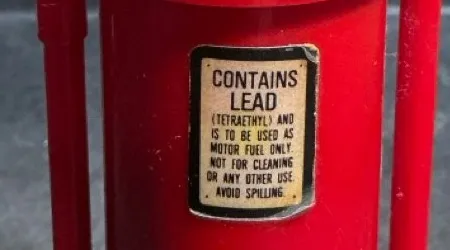 CONTAINS
LEAD
(TETRAETHYL) AND
IS TO BE USED AS
MOTOR FUEL ONLY.
NOT FOR CLEANING
OR ANY OTHER USE.
AVOID SPILLING.